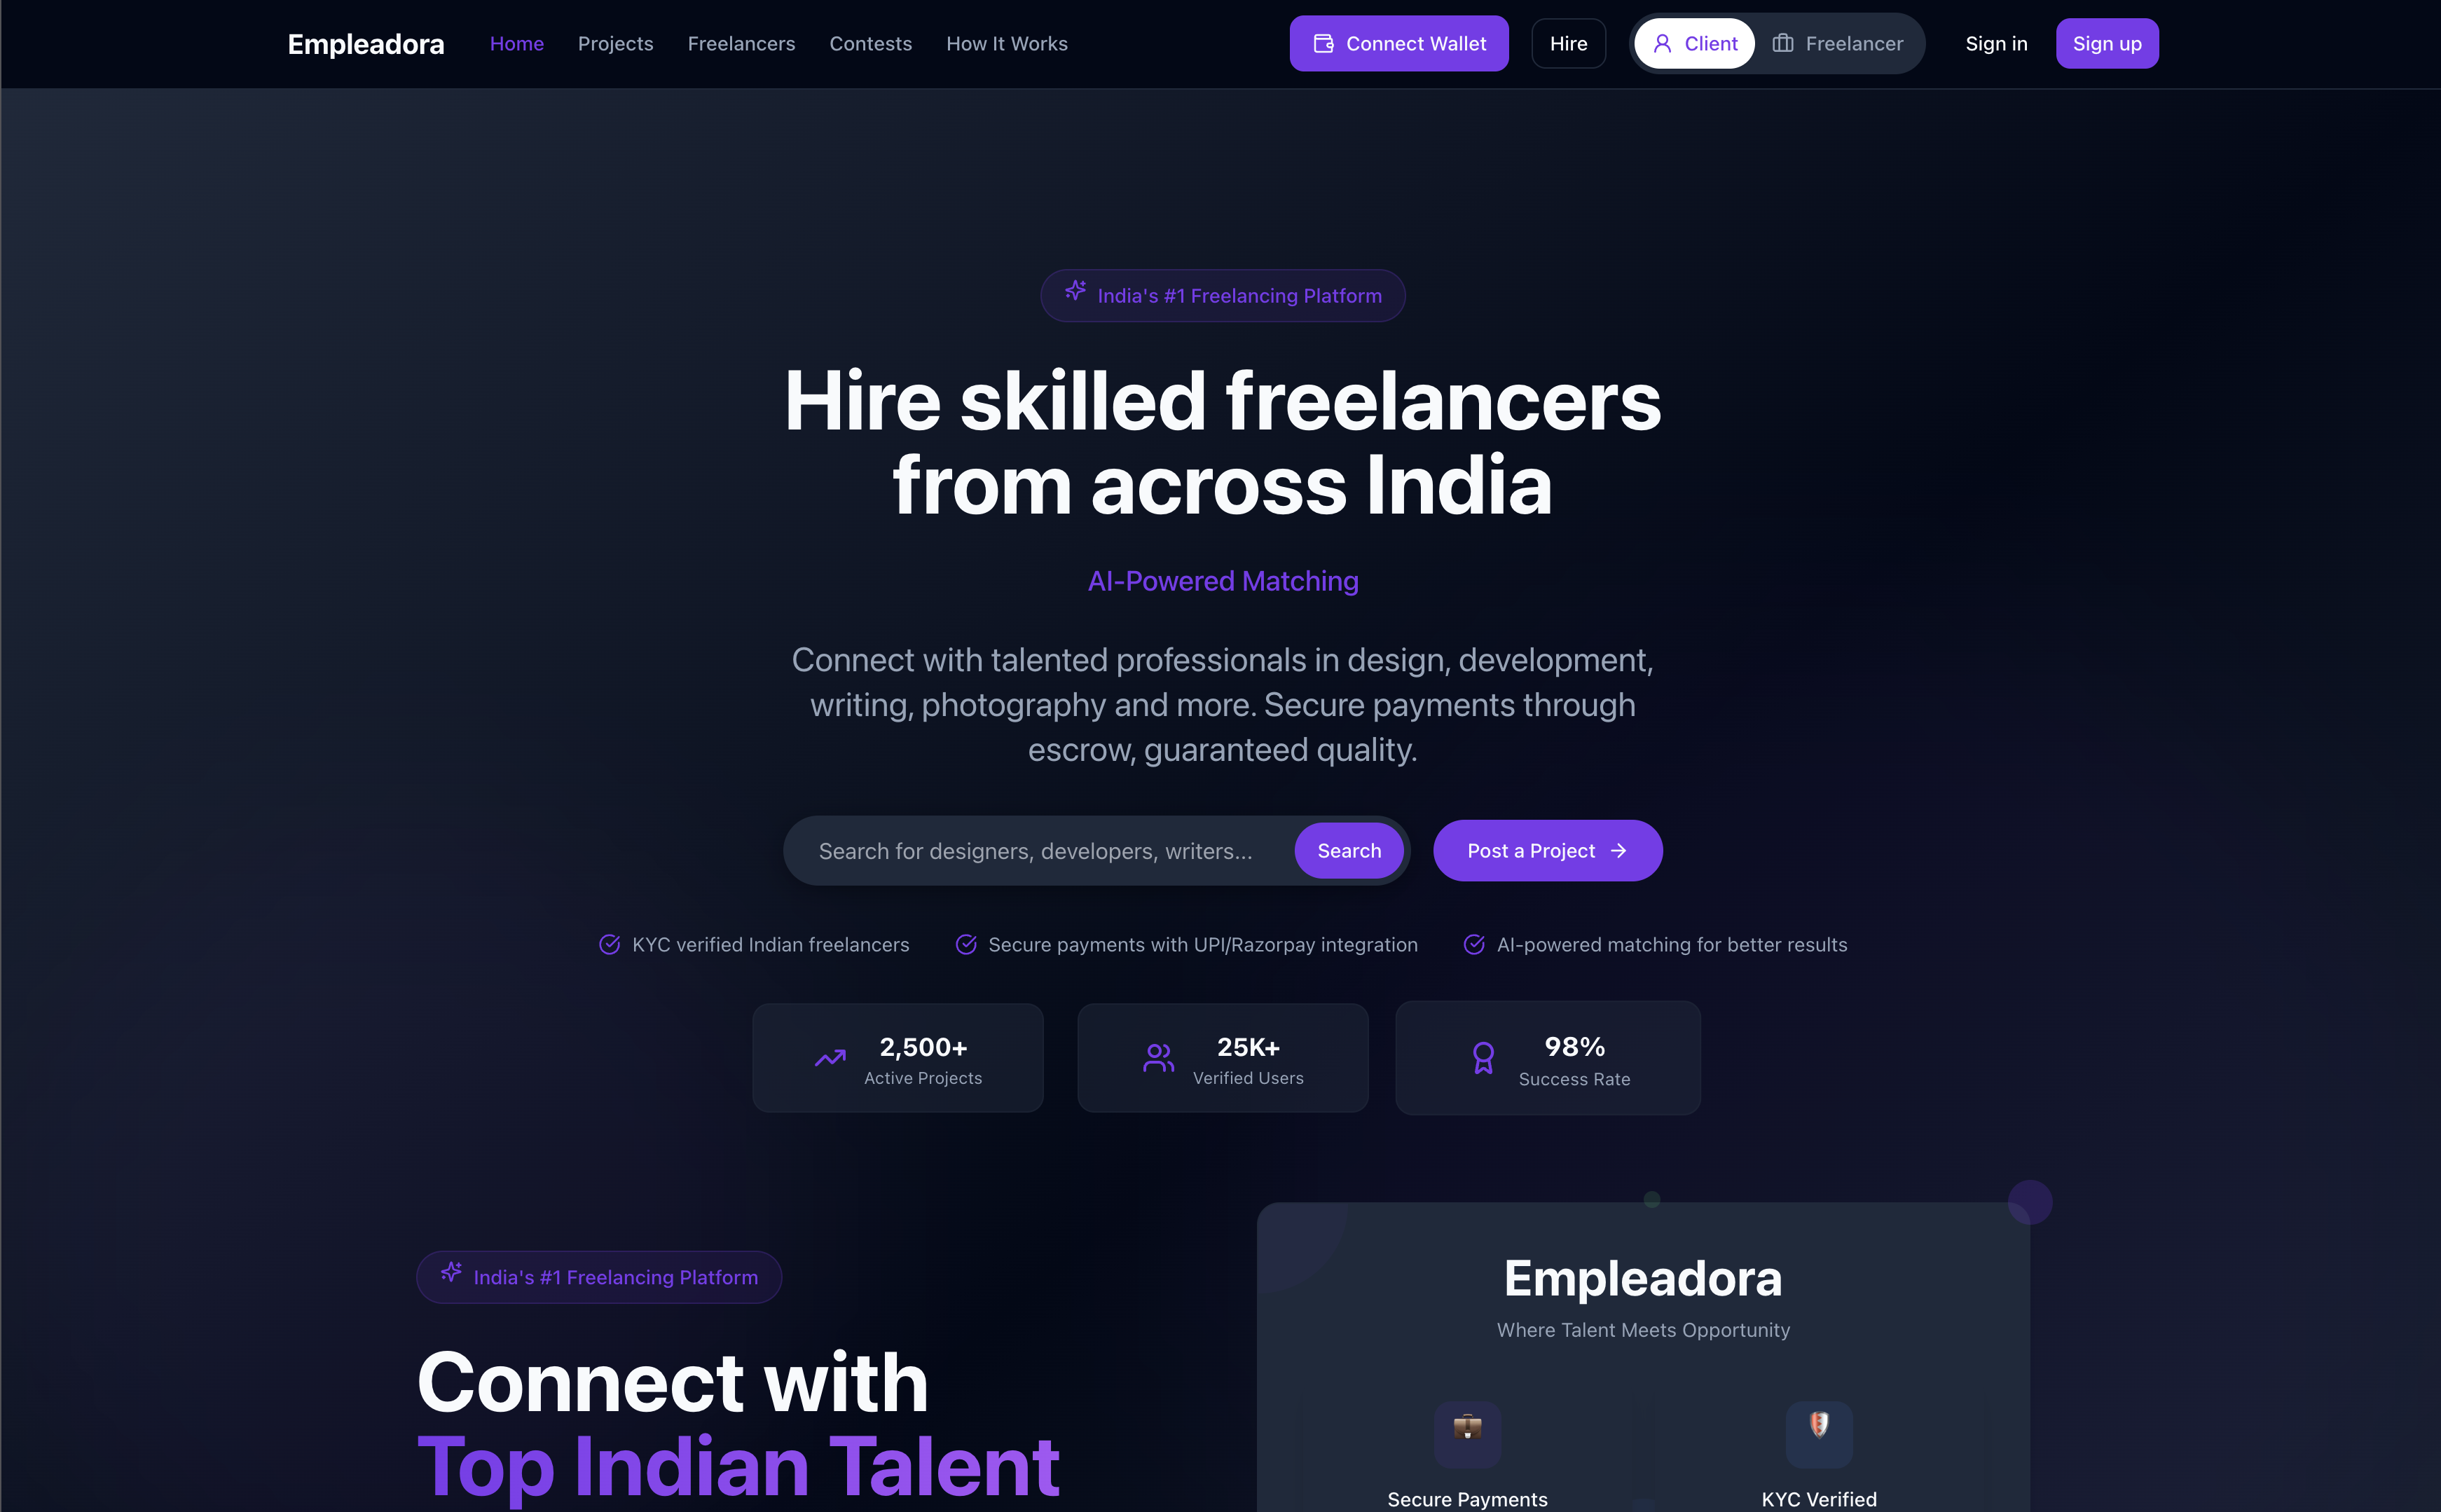 Empleadora
Home
Projects
Freelancers
Contests
How It Works
Connect Wallet
Hire
Client
Freelancer
Sign in
Sign up
India's #1 Freelancing Platform
Hire skilled freelancers
from across India
AI-Powered Matching
Connect with talented professionals in design, development,
writing, photography and more. Secure payments through
escrow, guaranteed quality.
Search for designers, developers, writers...
Search
Post a Project
KYC verified Indian freelancers
Secure payments with UPI/Razorpay integration
AI-powered matching for better results
2,500+
Active Projects
25K+
Verified Users
98%
Success Rate
India's #1 Freelancing Platform
Connect with
Top Indian Talent
Empleadora
Where Talent Meets Opportunity
Secure Payments
KYC Verified